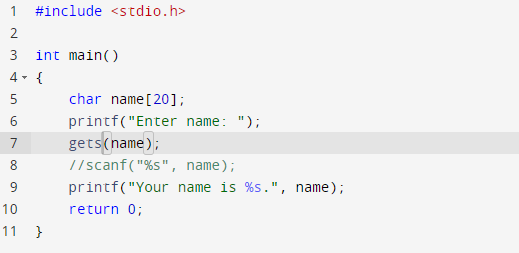 1 #include <stdio.h>
2
3 int main()
4 {
5 char name[20];
6 printf("Enter name: ");
7 gets(name);
8 //scanf("%s", name);
9 printf("Your name is %s.", name);
10 return 0;
11 }